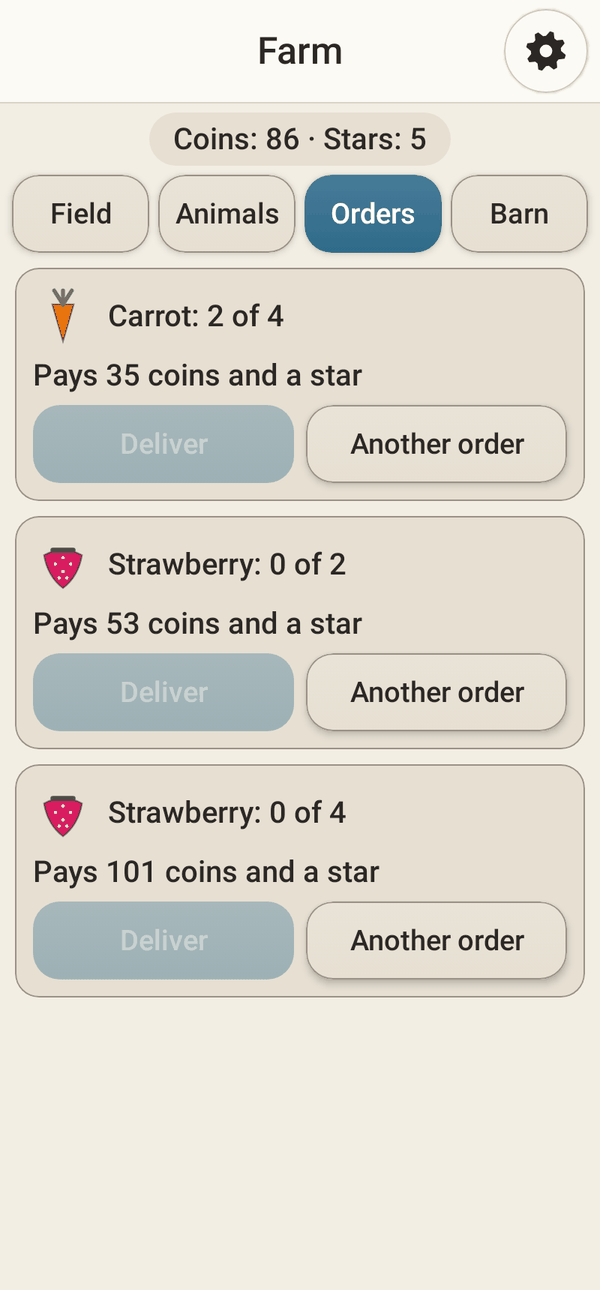 Farm
Coins: 86 · Stars: 5
Field
Animals
Orders
Barn
Carrot: 2 of 4
Pays 35 coins and a star
Deliver
Another order
Strawberry: 0 of 2
Pays 53 coins and a star
Deliver
Another order
Strawberry: 0 of 4
Pays 101 coins and a star
Deliver
Another order